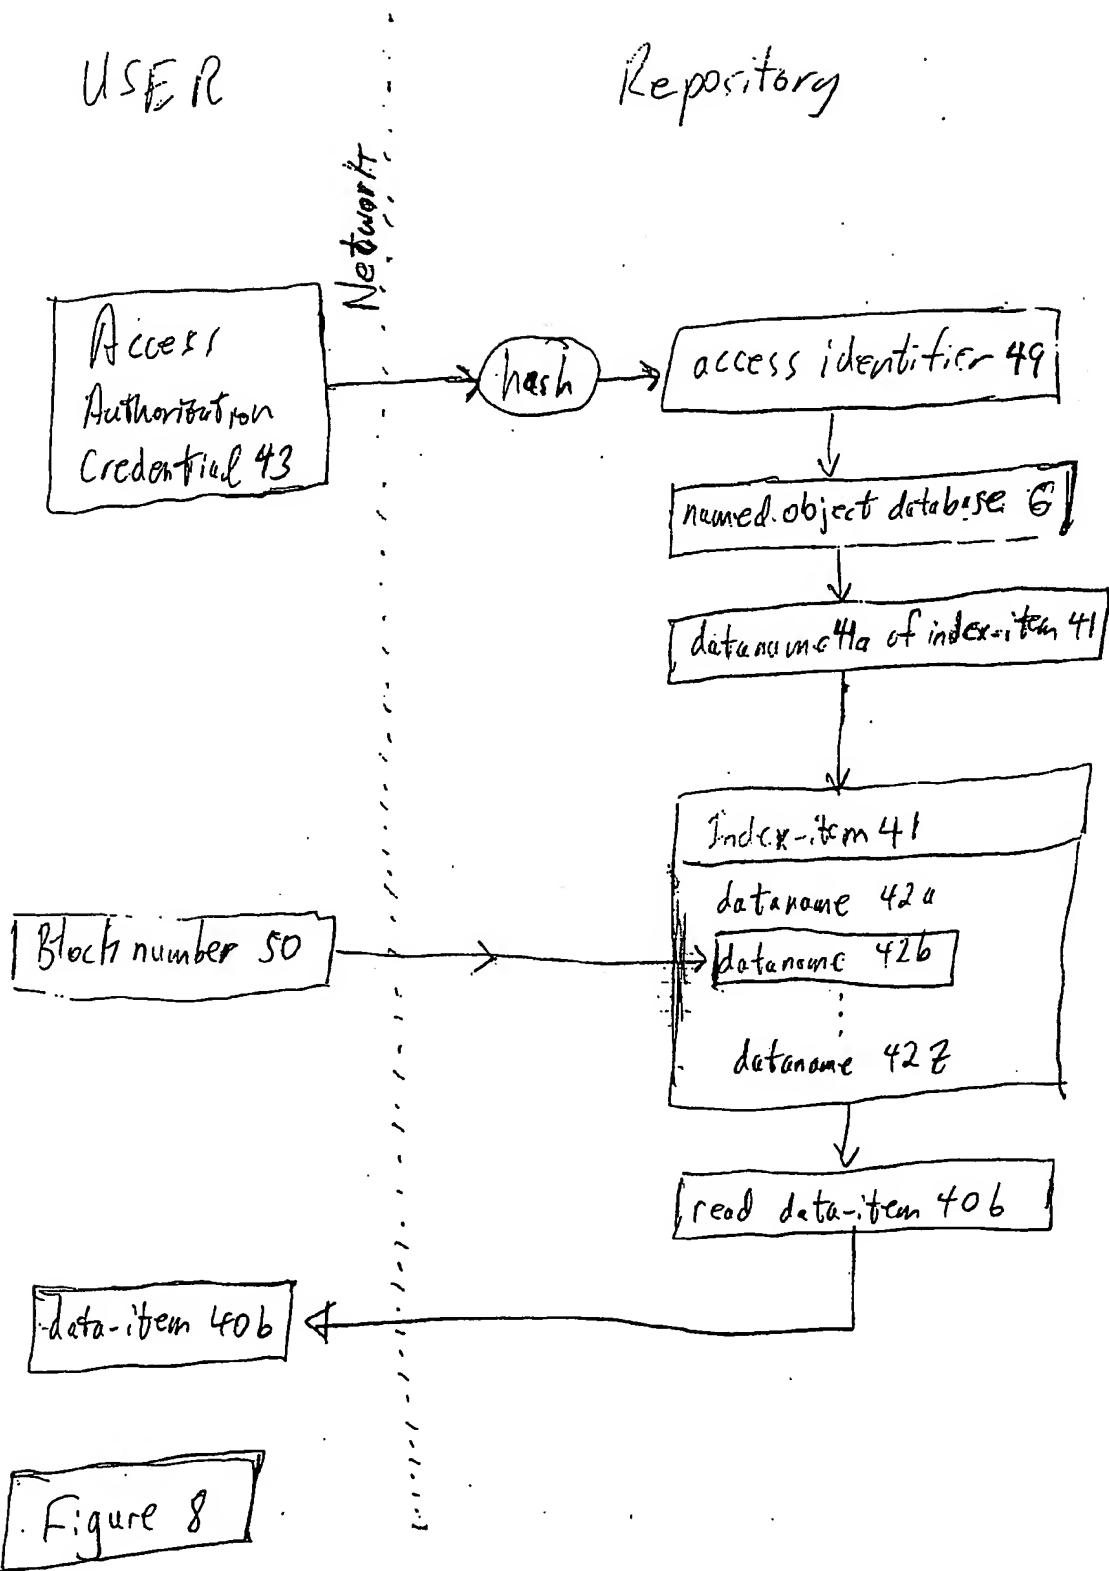 USER
Repository
Network
Access
Authorization
Credential 43
hash
access identifier 49
named object database 6
dataname 41a of index-item 41
Index-item 41
dataname 42a
Block number 50
dataname 42b
dataname 42z
read data-item 40b
data-item 40b
Figure 8